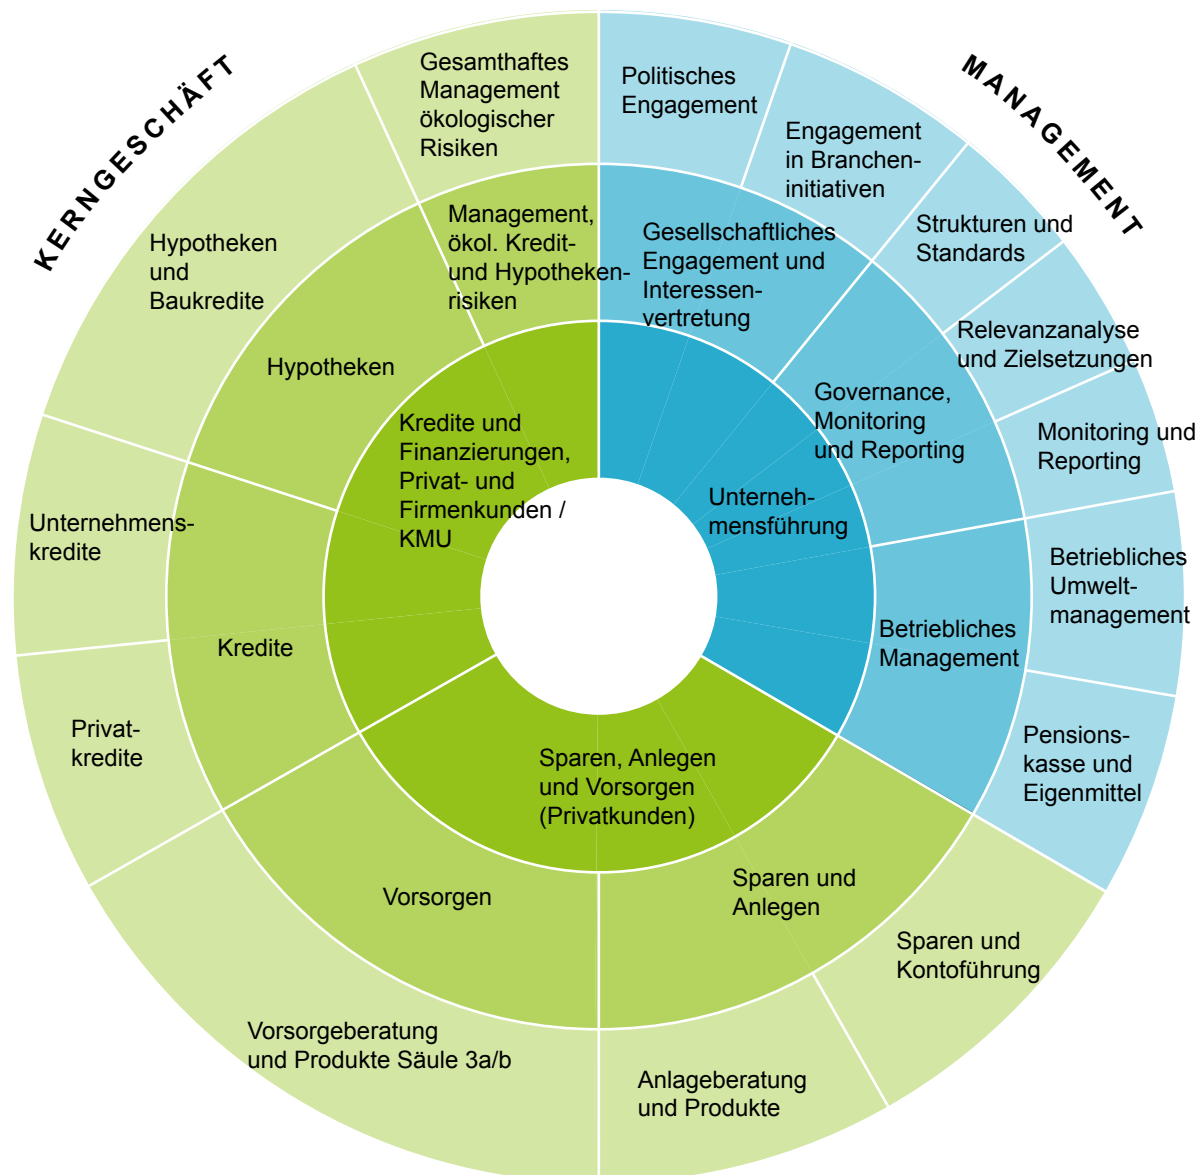 KERNGESCHÄFT
MANAGEMENT
Gesamthaftes
Management
ökologischer
Risiken
Politisches
Engagement
Engagement
in Branchen-
initiativen
Strukturen und
Standards
Relevanzanalyse
und Zielsetzungen
Monitoring und
Reporting
Betriebliches
Umwelt-
management
Pensions-
kasse und
Eigenmittel
Sparen und
Kontoführung
Anlageberatung
und Produkte
Vorsorgeberatung
und Produkte Säule 3a/b
Privat-
kredite
Unternehmens-
kredite
Hypotheken
und
Baukredite
Management,
ökol. Kredit-
und Hypotheken-
risiken
Gesellschaftliches
Engagement und
Interessen-
vertretung
Governance,
Monitoring
und Reporting
Betriebliches
Management
Sparen und
Anlegen
Vorsorgen
Kredite
Hypotheken
Kredite und
Finanzierungen,
Privat- und
Firmenkunden /
KMU
Unterneh-
mensführung
Sparen, Anlegen
und Vorsorgen
(Privatkunden)